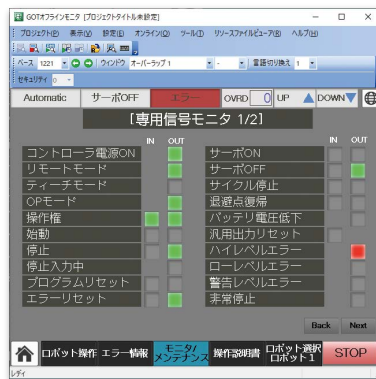 GOTオフラインモニタ [プロジェクトタイトル未設定]
プロジェクト(P) 表示(V) 設定(E) オンライン(O) ツール(T) リソースファイルビューア(R) ヘルプ(H)
ベース 1221 ウィンドウ オーバーラップ 1 - 言語切り換え 1
セキュリティ 0 -
Automatic サーボOFF エラー OVRD 0 UP DOWN
[専用信号モニタ 1/2]
IN OUT IN OUT
コントローラ電源ON サーボON
リモートモード サーボOFF
ティーチモード サイクル停止
OPモード 退避点復帰
操作権 バッテリ電圧低下
始動 汎用出力リセット
停止 ハイレベルエラー
停止入力中 ローレベルエラー
プログラムリセット 警告レベルエラー
エラーリセット 非常停止
Back Next
ロボット操作 エラー情報 モニタ/メンテナンス 操作説明書 ロボット選択 ロボット1 STOP
レディ